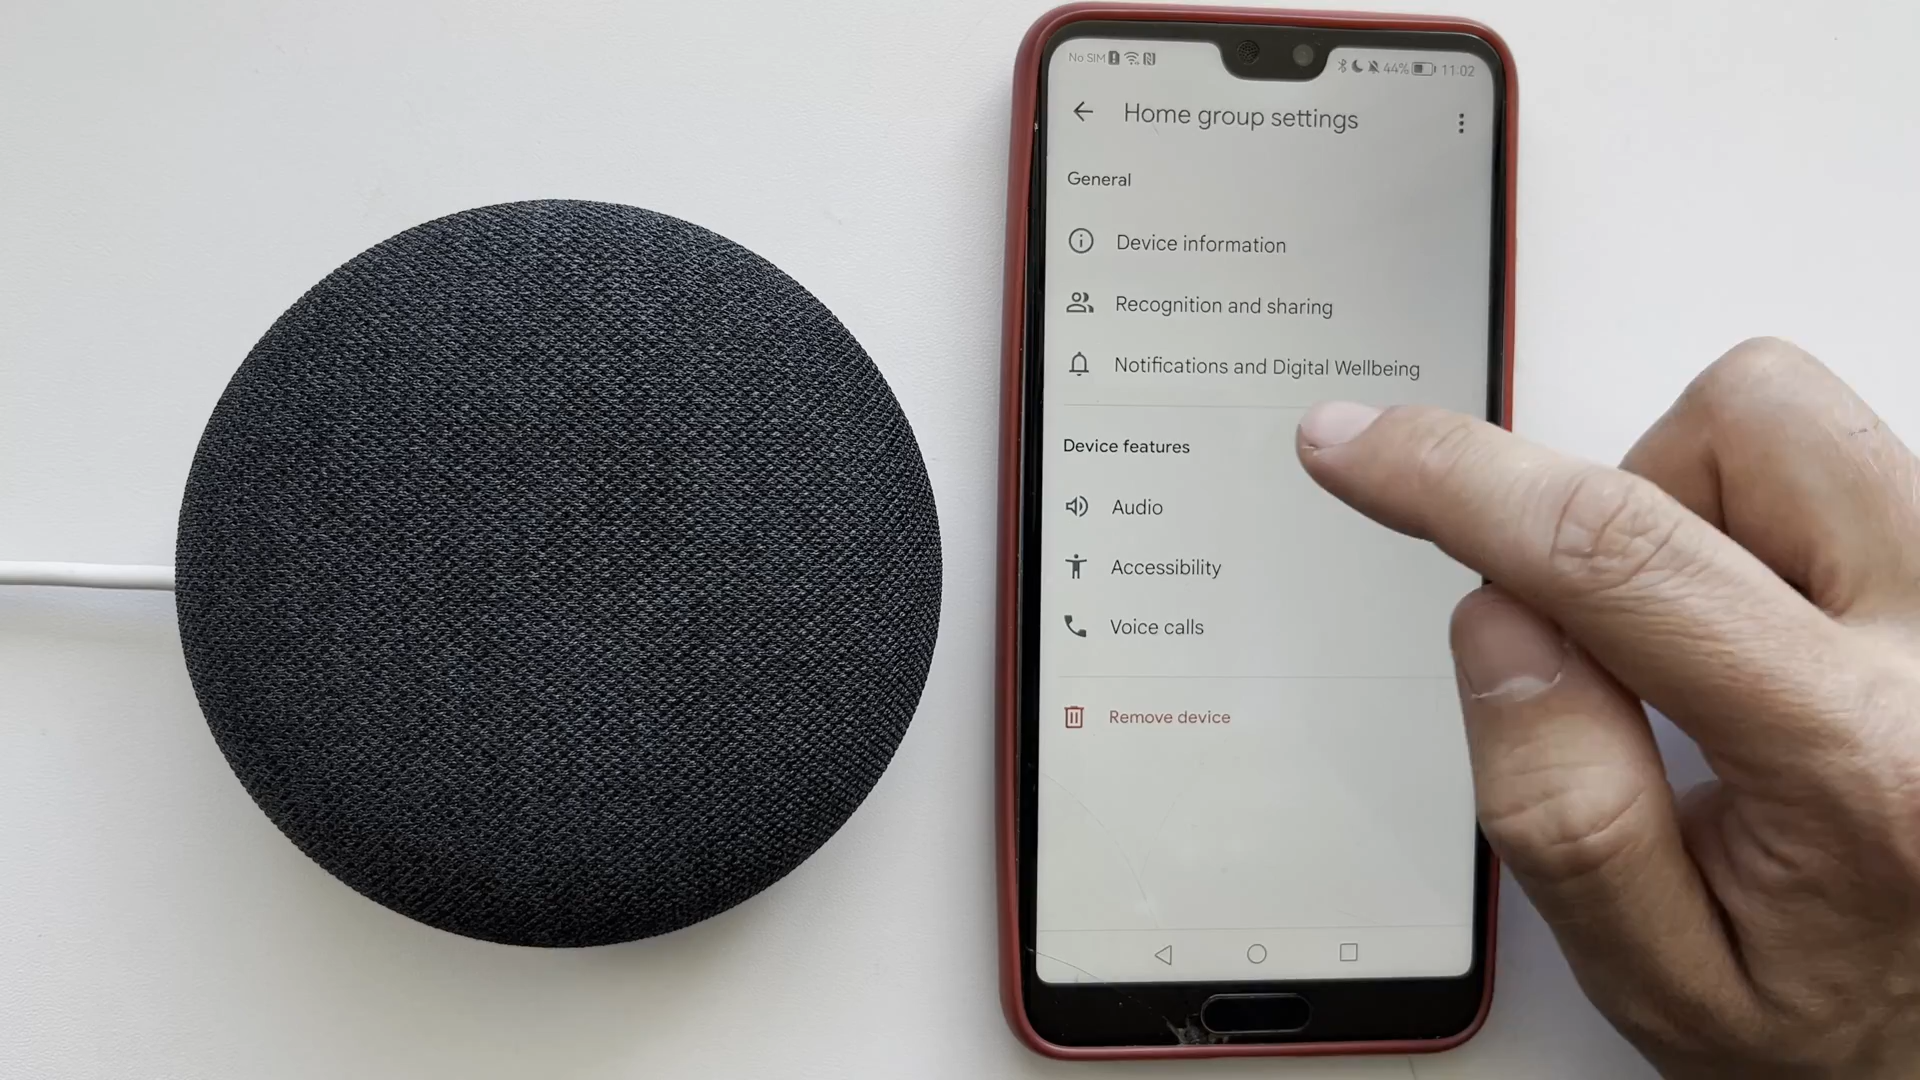 No SIM 44% 11:02
Home group settings
General
Device information
Recognition and sharing
Notifications and Digital Wellbeing
Device features
Audio
Accessibility
Voice calls
Remove device